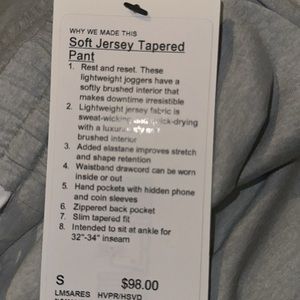 WHY WE MADE THIS
Soft Jersey Tapered
Pant
1. Rest and reset. These
lightweight joggers have a
softly brushed interior that
makes downtime irresistible
2. Lightweight jersey fabric is
sweat-wicking and quick-drying
with a luxurious
brushed interior
3. Added elastane improves stretch
and shape retention
4. Waistband drawcord can be worn
inside or out
5. Hand pockets with hidden phone
and coin sleeves
6. Zippered back pocket
7. Slim tapered fit
8. Intended to sit at ankle for
32"-34" inseam
S $98.00
LM5ARES HVPR/HSVD